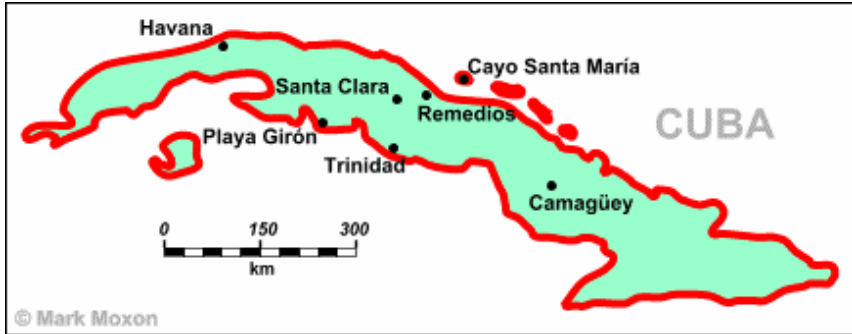 Havana
Cayo Santa María
Santa Clara
Remedios
CUBA
Playa Girón
Trinidad
Camagüey
0 150 300
km
© Mark Moxon